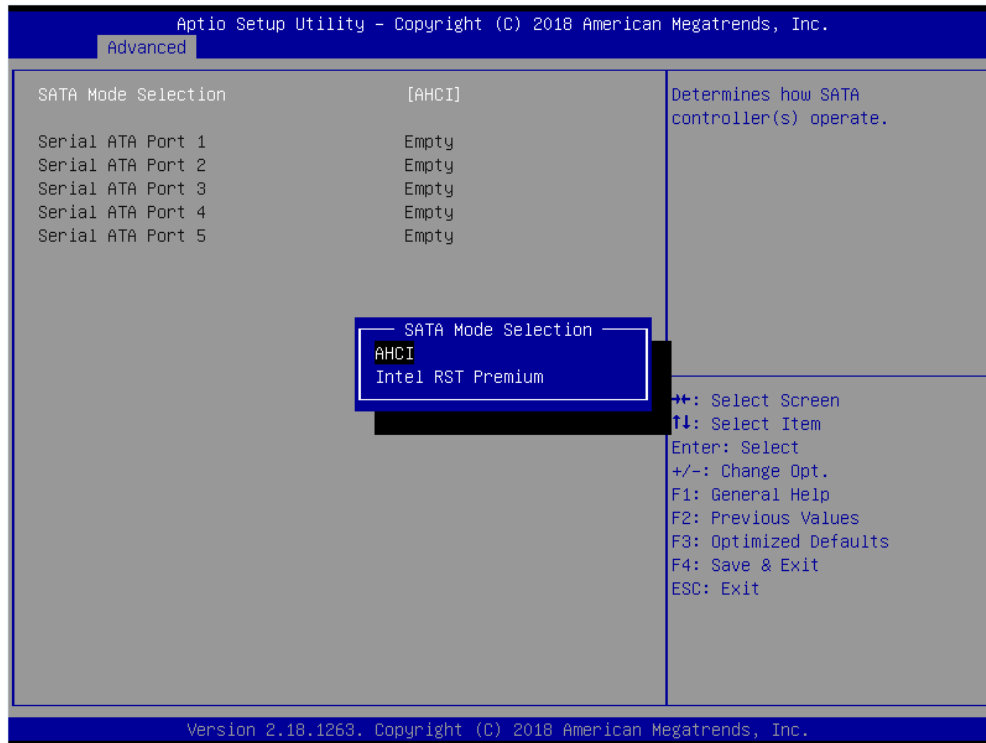 Aptio Setup Utility – Copyright (C) 2018 American Megatrends, Inc.
Advanced
SATA Mode Selection [AHCI]
Serial ATA Port 1 Empty
Serial ATA Port 2 Empty
Serial ATA Port 3 Empty
Serial ATA Port 4 Empty
Serial ATA Port 5 Empty
SATA Mode Selection
AHCI
Intel RST Premium
Determines how SATA
controller(s) operate.
→←: Select Screen
↑↓: Select Item
Enter: Select
+/-: Change Opt.
F1: General Help
F2: Previous Values
F3: Optimized Defaults
F4: Save & Exit
ESC: Exit
Version 2.18.1263. Copyright (C) 2018 American Megatrends, Inc.